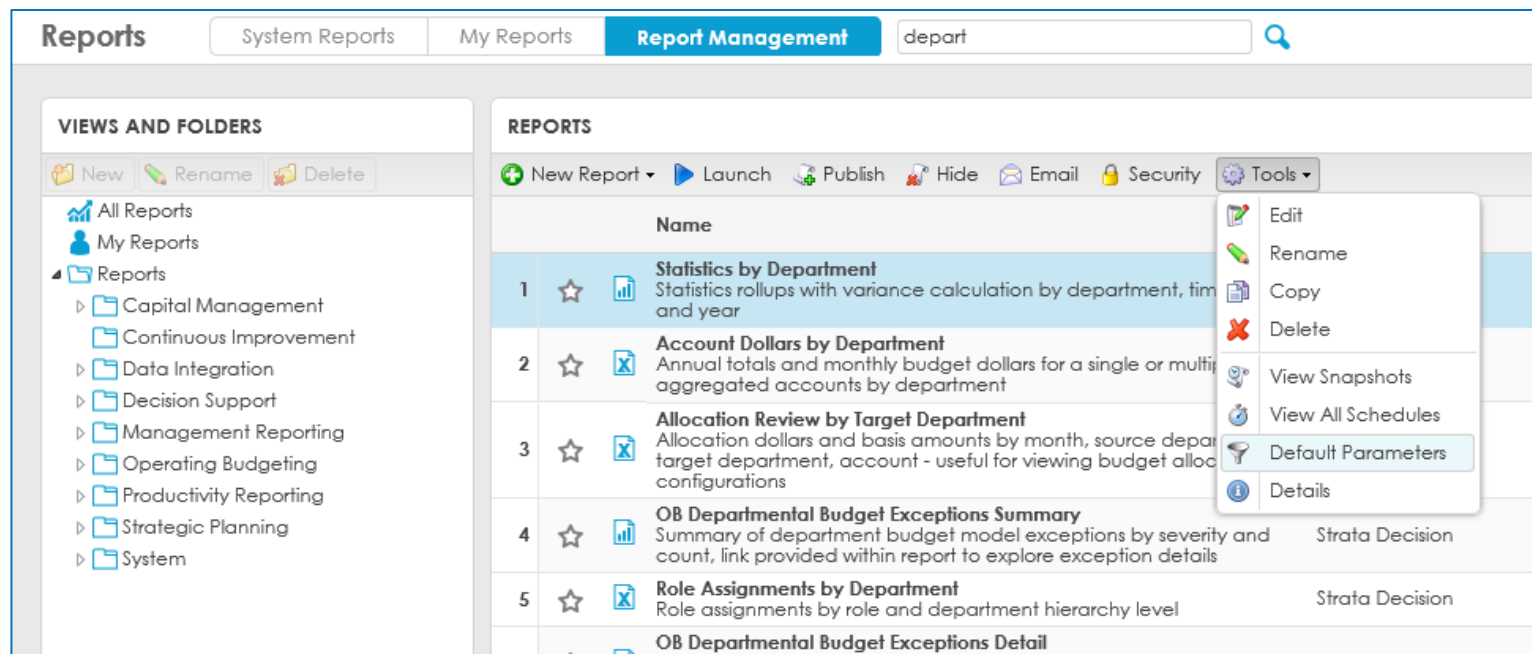 Reports
System Reports
My Reports
Report Management
depart
VIEWS AND FOLDERS
New
Rename
Delete
All Reports
My Reports
Reports
Capital Management
Continuous Improvement
Data Integration
Decision Support
Management Reporting
Operating Budgeting
Productivity Reporting
Strategic Planning
System
REPORTS
New Report
Launch
Publish
Hide
Email
Security
Tools
Name
1
Statistics by Department
Statistics rollups with variance calculation by department, tim
and year
2
Account Dollars by Department
Annual totals and monthly budget dollars for a single or multip
aggregated accounts by department
3
Allocation Review by Target Department
Allocation dollars and basis amounts by month, source depar
target department, account - useful for viewing budget alloc
configurations
4
OB Departmental Budget Exceptions Summary
Summary of department budget model exceptions by severity and
count, link provided within report to explore exception details
Strata Decision
5
Role Assignments by Department
Role assignments by role and department hierarchy level
Strata Decision
OB Departmental Budget Exceptions Detail
Edit
Rename
Copy
Delete
View Snapshots
View All Schedules
Default Parameters
Details